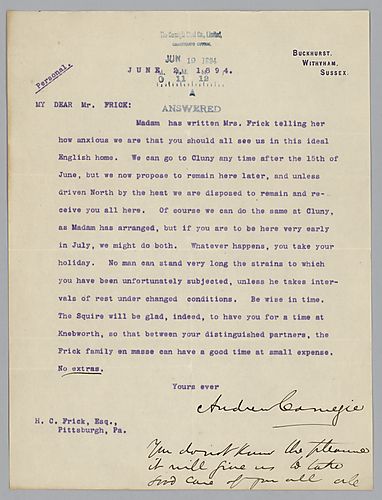 The Carnegie Steel Co., Limited,
CHAIRMAN'S OFFICE.
JUN 19 1894
A.M.
11 12
ANSWERED
Personal.
BUCKHURST,
WITHYHAM,
SUSSEX.
JUNE 2, 1894.
MY DEAR Mr. FRICK:
Madam has written Mrs. Frick telling her
how anxious we are that you should all see us in this ideal
English home. We can go to Cluny any time after the 15th of
June, but we now propose to remain here later, and unless
driven North by the heat we are disposed to remain and re-
ceive you all here. Of course we can do the same at Cluny,
as Madam has arranged, but if you are to be here very early
in July, we might do both. Whatever happens, you take your
holiday. No man can stand very long the strains to which
you have been unfortunately subjected, unless he takes inter-
vals of rest under changed conditions. Be wise in time.
The Squire will be glad, indeed, to have you for a time at
Knebworth, so that between your distinguished partners, the
Frick family en masse can have a good time at small expense.
No extras.
Yours ever
Andrew Carnegie
H. C. Frick, Esq.,
Pittsburgh, Pa.
You do not know the pleasure
it will give us to take
good care of you all